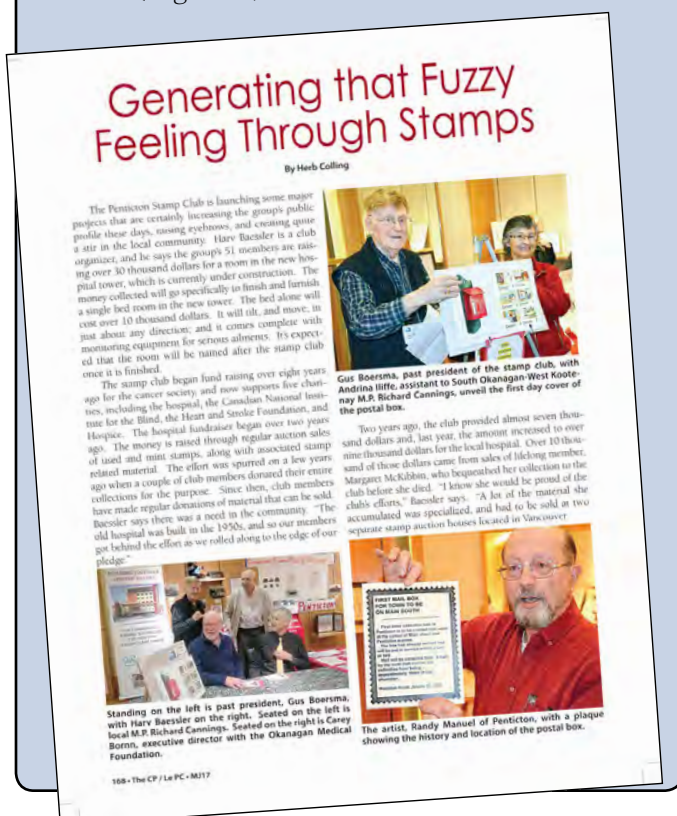 Generating that Fuzzy
Feeling Through Stamps
By Herb Colling
The Penticton Stamp Club is launching some major
projects that are certainly increasing the group's public
profile these days, raising eyebrows, and creating quite
a stir in the local community. Harv Baessler is a club
organizer, and he says the group's 51 members are rais-
ing over 30 thousand dollars for a room in the new hos-
pital tower, which is currently under construction. The
money collected will go specifically to finish and furnish
a single bed room in the new tower. The bed alone will
cost over 10 thousand dollars. It will tilt, and move, in
just about any direction; and it comes complete with
monitoring equipment for serious ailments. It's expect-
ed that the room will be named after the stamp club
once it is finished.
The stamp club began fund raising over eight years
ago for the cancer society, and now supports five chari-
ties, including the hospital, the Canadian National Insti-
tute for the Blind, the Heart and Stroke Foundation, and
Hospice. The hospital fundraiser began over two years
ago. The money is raised through regular auction sales
of used and mint stamps, along with associated stamp
related material. The effort was spurred on a few years
ago when a couple of club members donated their entire
collections for the purpose. Since then, club members
have made regular donations of material that can be sold.
Baessler says there was a need in the community. "The
old hospital was built in the 1950s, and so our members
got behind the effort as we rolled along to the edge of our
pledge."
PENTICTON
Standing on the left is past president, Gus Boersma,
with Harv Baessler on the right. Seated on the left is
local M.P. Richard Cannings. Seated on the right is Carey
Bornn, executive director with the Okanagan Medical
Foundation.
Gus Boersma, past president of the stamp club, with
Andrina Iliffe, assistant to South Okanagan-West Koote-
nay M.P. Richard Cannings, unveil the first day cover of
the postal box.
Two years ago, the club provided almost seven thou-
sand dollars and, last year, the amount increased to over
nine thousand dollars for the local hospital. Over 10 thou-
sand of those dollars came from sales of lifelong member,
Margaret McKibbin, who bequeathed her collection to the
club before she died. "I know she would be proud of the
club's efforts," Baessler says. "A lot of the material she
accumulated was specialized, and had to be sold at two
separate stamp auction houses located in Vancouver.
FIRST MAIL BOX
FOR TOWN TO BE
ON MAIN SOUTH
The artist, Randy Manuel of Penticton, with a plaque
showing the history and location of the postal box.
168 • The CP / Le PC • MJ17